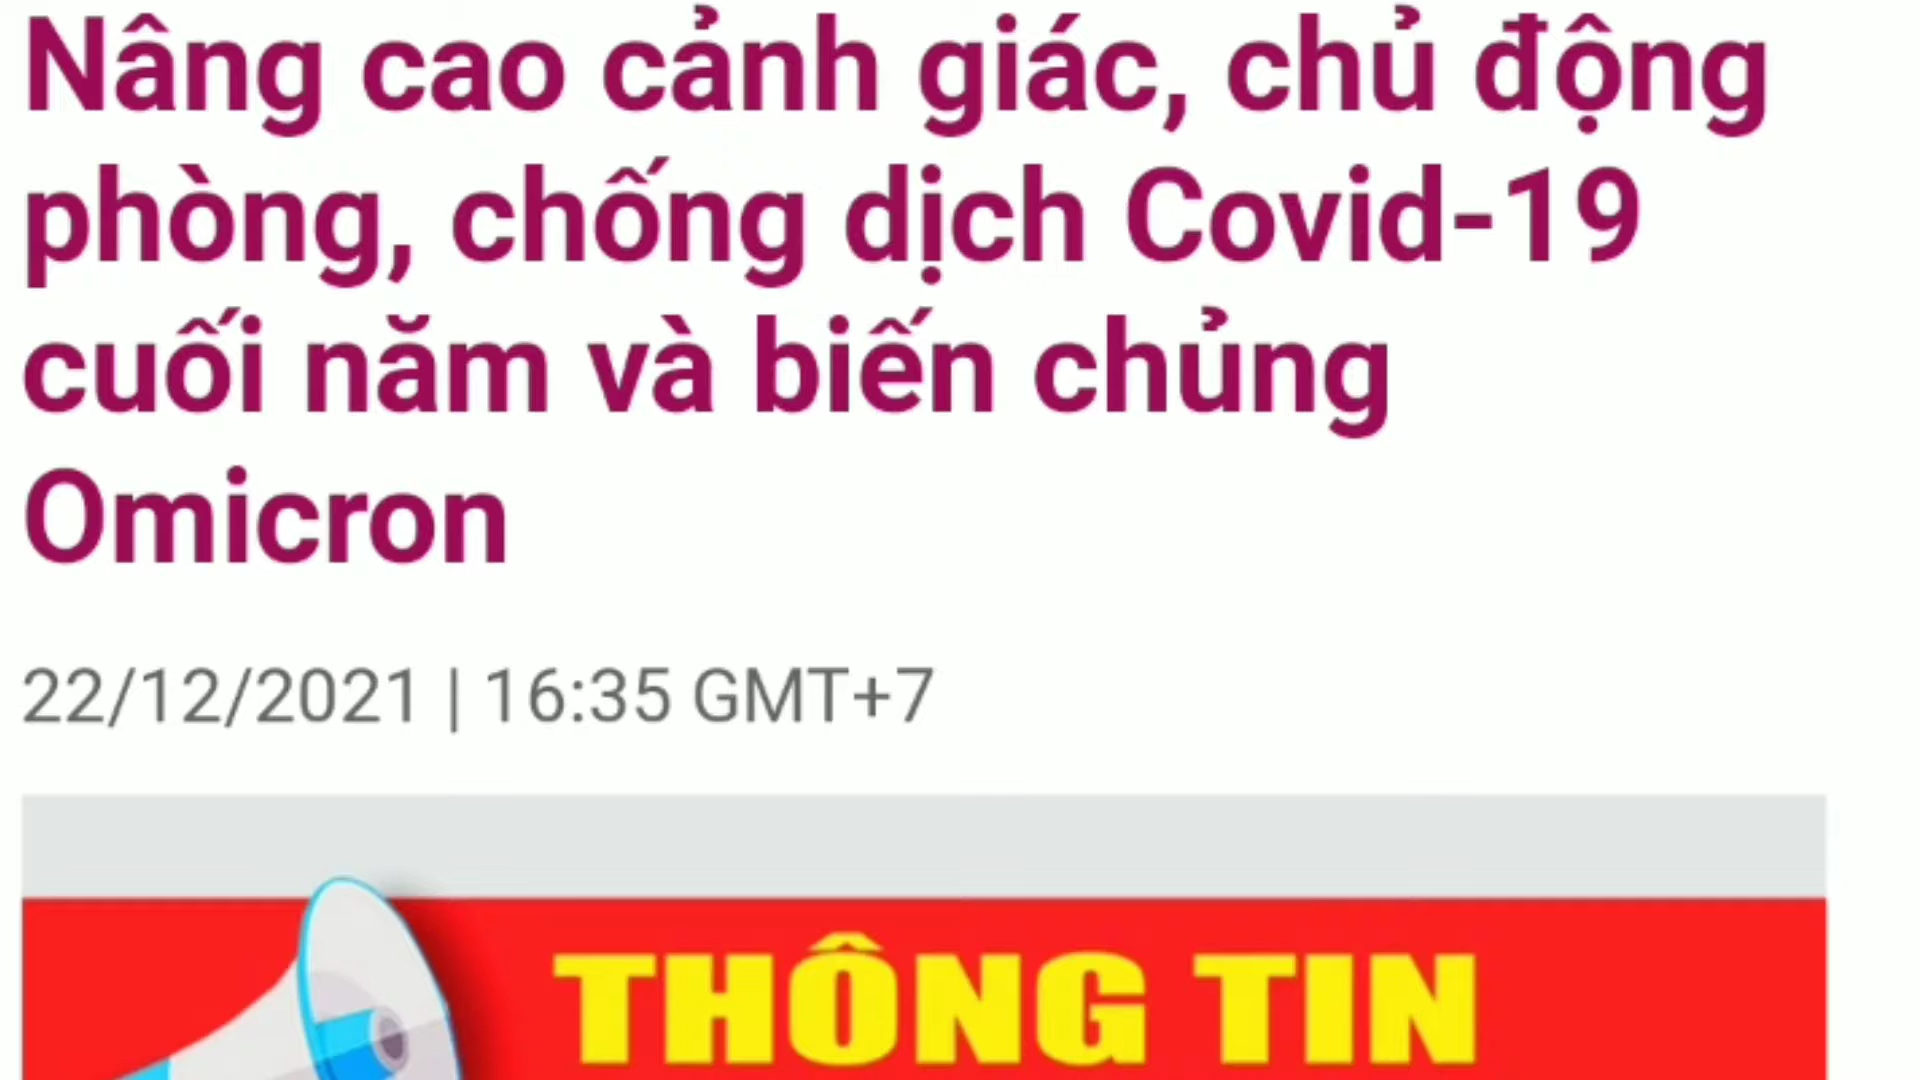 Nâng cao cảnh giác, chủ động
phòng, chống dịch Covid-19
cuối năm và biến chủng
Omicron
22/12/2021 | 16:35 GMT+7
THÔNG TIN